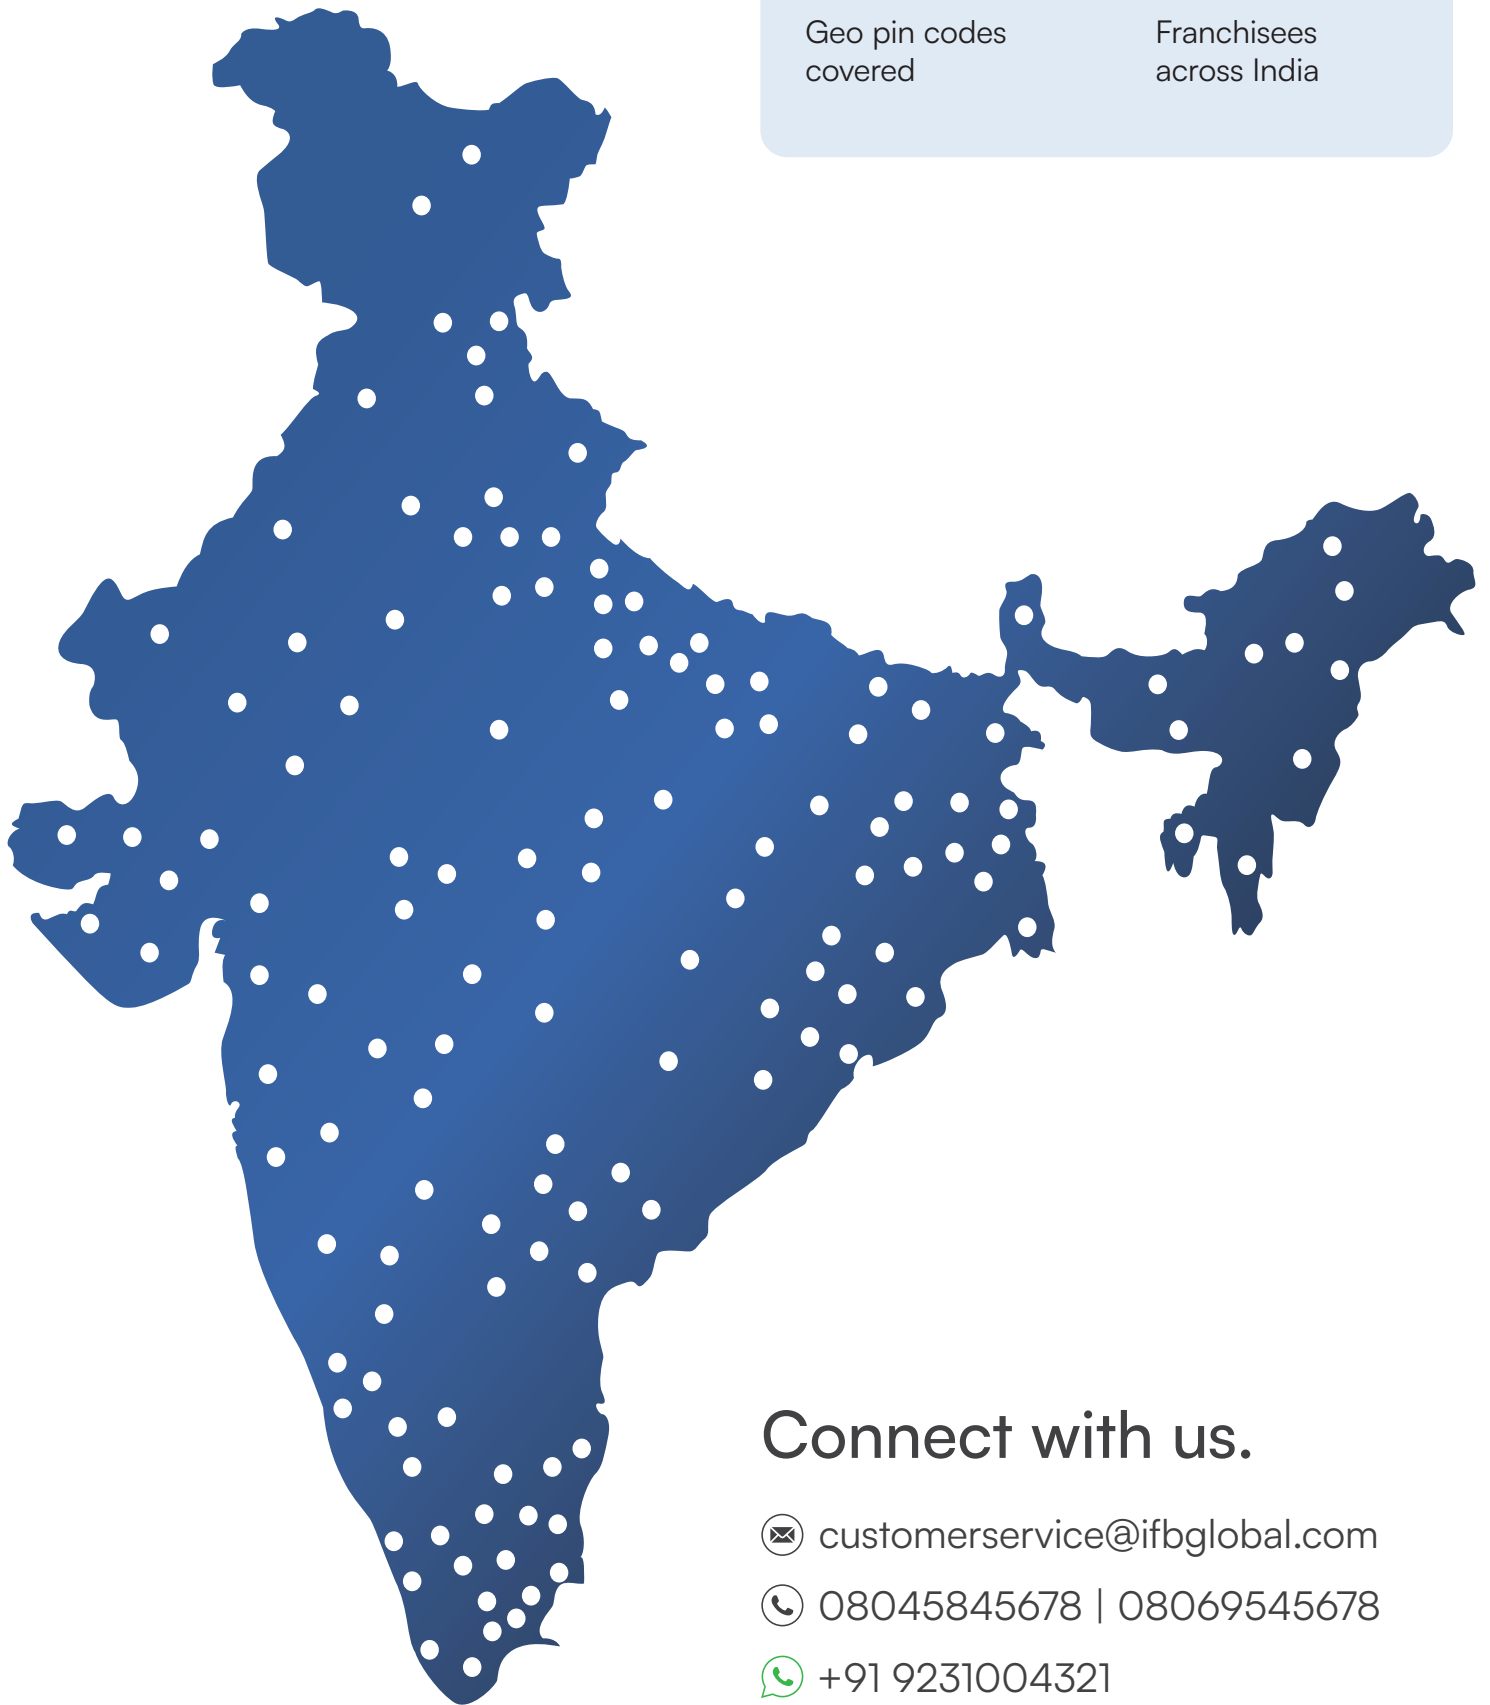 Geo pin codes
covered
Franchisees
across India
Connect with us.
customerservice@ifbglobal.com
08045845678 | 08069545678
+91 9231004321